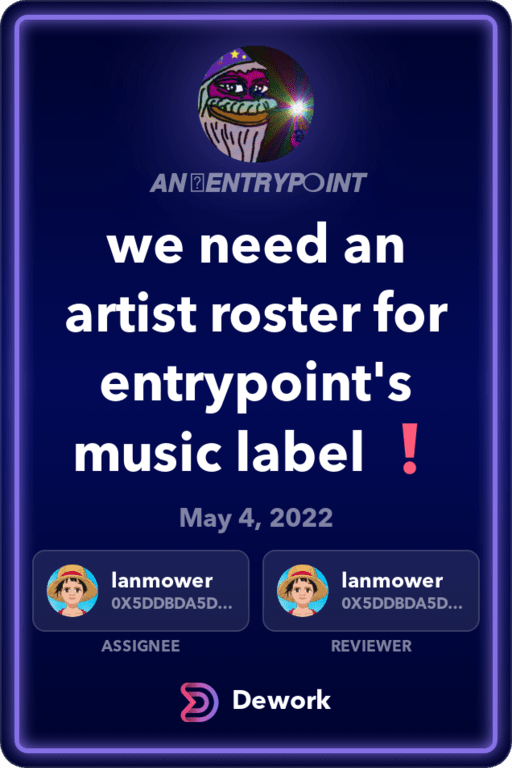 AN ENTRYPOINT
we need an
artist roster for
entrypoint's
music label ❗
May 4, 2022
lanmower
0X5DDBDA5D...
lanmower
0X5DDBDA5D...
ASSIGNEE
REVIEWER
Dework